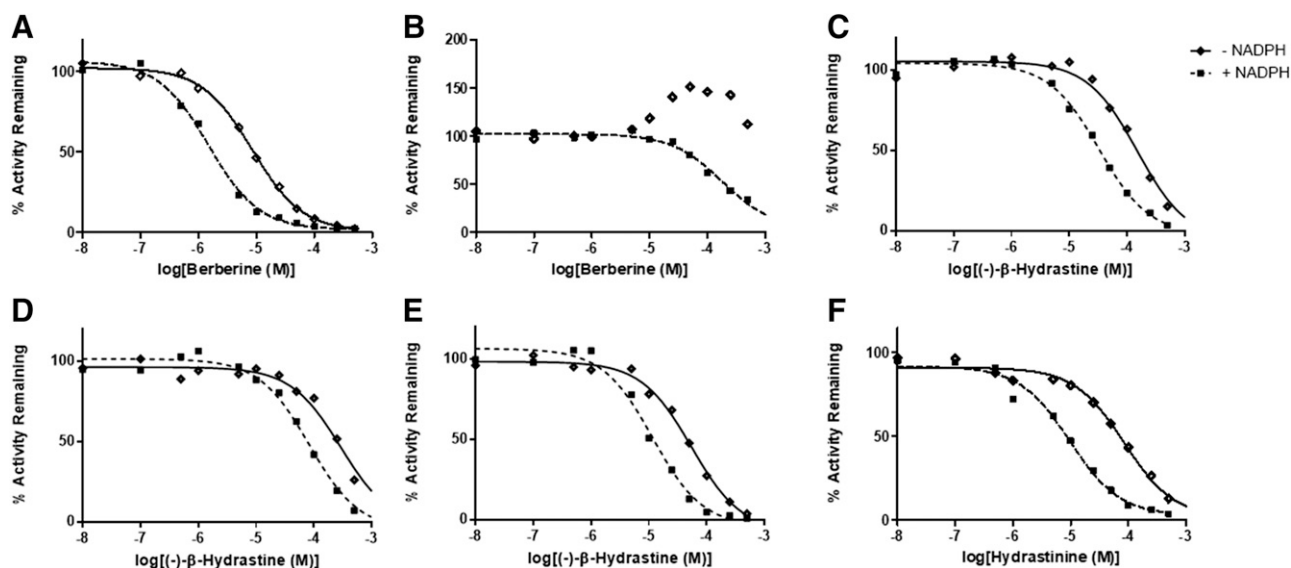 A
% Activity Remaining
100
50
0
-8 -7 -6 -5 -4 -3
log[Berberine (M)]
B
% Activity Remaining
200
150
100
50
0
-8 -7 -6 -5 -4 -3
log[Berberine (M)]
C
% Activity Remaining
100
50
0
-8 -7 -6 -5 -4 -3
log[(-)-β-Hydrastine (M)]
- NADPH
+ NADPH
D
% Activity Remaining
100
50
0
-8 -7 -6 -5 -4 -3
log[(-)-β-Hydrastine (M)]
E
% Activity Remaining
100
50
0
-8 -7 -6 -5 -4 -3
log[(-)-β-Hydrastine (M)]
F
% Activity Remaining
100
50
0
-8 -7 -6 -5 -4 -3
log[Hydrastinine (M)]